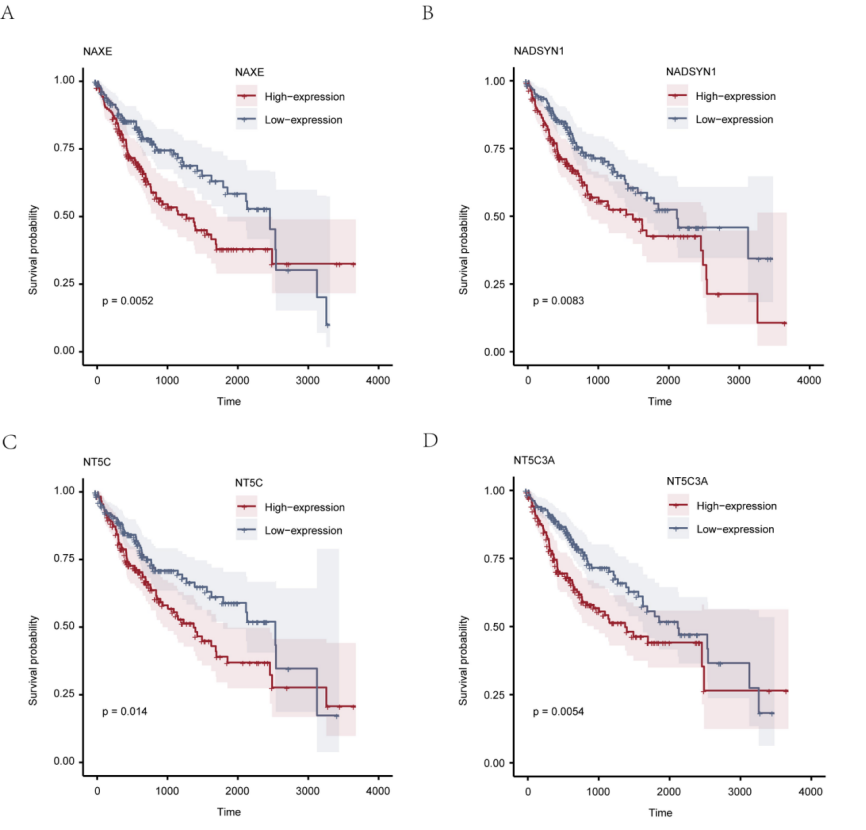 A
NAXE
NAXE
High-expression
Low-expression
1.00
0.75
0.50
0.25
0.00
Survival probability
p = 0.0052
0 1000 2000 3000 4000
Time
B
NADSYN1
NADSYN1
High-expression
Low-expression
1.00
0.75
0.50
0.25
0.00
Survival probability
p = 0.0083
0 1000 2000 3000 4000
Time
C
NT5C
NT5C
High-expression
Low-expression
1.00
0.75
0.50
0.25
0.00
Survival probability
p = 0.014
0 1000 2000 3000 4000
Time
D
NT5C3A
NT5C3A
High-expression
Low-expression
1.00
0.75
0.50
0.25
0.00
Survival probability
p = 0.0054
0 1000 2000 3000 4000
Time